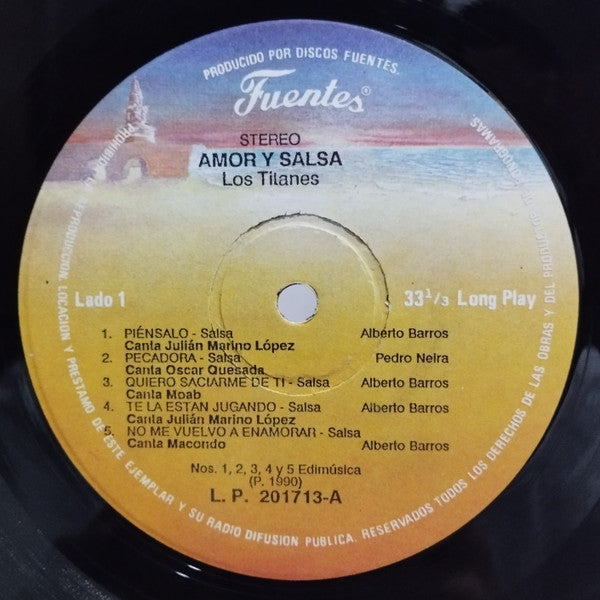 PRODUCIDO POR DISCOS FUENTES.
Fuentes®
STEREO
AMOR Y SALSA
Los Titanes
Lado 1
33 1/3 Long Play
1. PIÉNSALO - Salsa Alberto Barros
Canta Julián Marino López
2. PECADORA - Salsa Pedro Neira
Canta Oscar Quesada
3. QUIERO SACIARME DE TI - Salsa Alberto Barros
Canta Moab
4. TE LA ESTAN JUGANDO - Salsa Alberto Barros
Canta Julián Marino López
5. NO ME VUELVO A ENAMORAR - Salsa
Canta Macondo Alberto Barros
Nos. 1, 2, 3, 4 y 5 Edimúsica
(P. 1990)
L. P. 201713-A
REPRODUCCION, LOCACION Y PRESTAMO DE ESTE EJEMPLAR Y SU RADIO DIFUSION PUBLICA. RESERVADOS TODOS LOS DERECHOS DE LAS OBRAS Y DEL PRODUCTOR DE FONOGRAMAS.